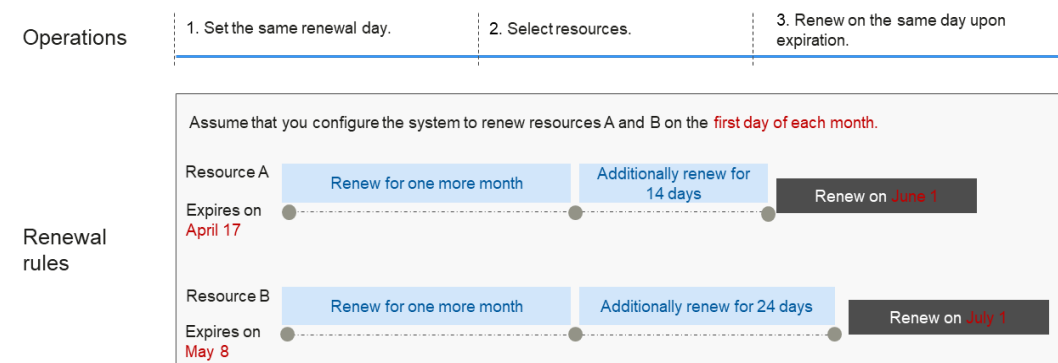 Operations
1. Set the same renewal day.
2. Select resources.
3. Renew on the same day upon
expiration.
Renewal
rules
Assume that you configure the system to renew resources A and B on the first day of each month.
Resource A
Expires on
April 17
Renew for one more month
Additionally renew for
14 days
Renew on June 1
Resource B
Expires on
May 8
Renew for one more month
Additionally renew for 24 days
Renew on July 1